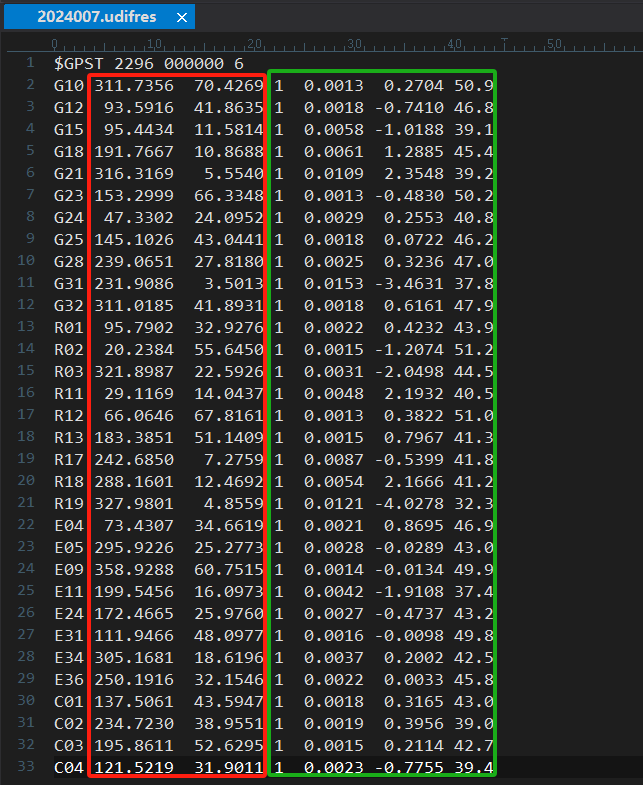 2024007.udifres ×
0 10 20 30 40 50
1 $GPST 2296 000000 6
2 G10 311.7356 70.4269 1 0.0013 0.2704 50.9
3 G12 93.5916 41.8635 1 0.0018 -0.7410 46.8
4 G15 95.4434 11.5814 1 0.0058 -1.0188 39.1
5 G18 191.7667 10.8688 1 0.0061 1.2885 45.4
6 G21 316.3169 5.5540 1 0.0109 2.3548 39.2
7 G23 153.2999 66.3348 1 0.0013 -0.4830 50.2
8 G24 47.3302 24.0952 1 0.0029 0.2553 40.8
9 G25 145.1026 43.0441 1 0.0018 0.0722 46.2
10 G28 239.0651 27.8180 1 0.0025 0.3236 47.0
11 G31 231.9086 3.5013 1 0.0153 -3.4631 37.8
12 G32 311.0185 41.8931 1 0.0018 0.6161 47.9
13 R01 95.7902 32.9276 1 0.0022 0.4232 43.9
14 R02 20.2384 55.6450 1 0.0015 -1.2074 51.2
15 R03 321.8987 22.5926 1 0.0031 -2.0498 44.5
16 R11 29.1169 14.0437 1 0.0048 2.1932 40.5
17 R12 66.0646 67.8161 1 0.0013 0.3822 51.0
18 R13 183.3851 51.1409 1 0.0015 0.7967 41.3
19 R17 242.6850 7.2759 1 0.0087 -0.5399 41.8
20 R18 288.1601 12.4692 1 0.0054 2.1666 41.2
21 R19 327.9801 4.8559 1 0.0121 -4.0278 32.3
22 E04 73.4307 34.6619 1 0.0021 0.8695 46.9
23 E05 295.9226 25.2773 1 0.0028 -0.0289 43.0
24 E09 358.9288 60.7515 1 0.0014 -0.0134 49.9
25 E11 199.5456 16.0973 1 0.0042 -1.9108 37.4
26 E24 172.4665 25.9760 1 0.0027 -0.4737 43.2
27 E31 111.9466 48.0977 1 0.0016 -0.0098 49.8
28 E34 305.1681 18.6196 1 0.0037 0.2002 42.5
29 E36 250.1916 32.1546 1 0.0022 0.0033 45.8
30 C01 137.5061 43.5947 1 0.0018 0.3165 43.0
31 C02 234.7230 38.9551 1 0.0019 0.3956 39.0
32 C03 195.8611 52.6295 1 0.0015 0.2114 42.7
33 C04 121.5219 31.9011 1 0.0023 -0.7755 39.4